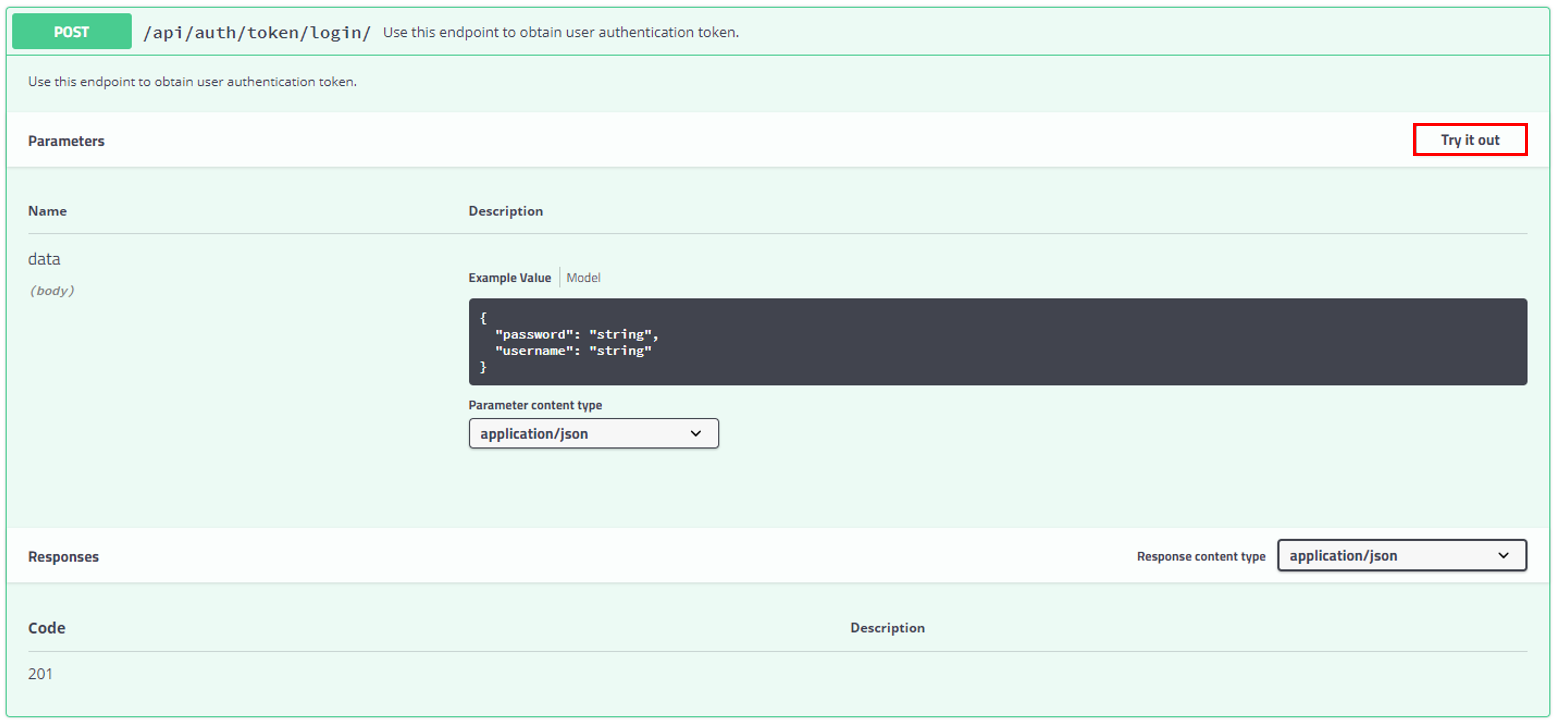 POST /api/auth/token/login/ Use this endpoint to obtain user authentication token.
Use this endpoint to obtain user authentication token.
Parameters Try it out
Name Description
data
(body)
Example Value Model
{
"password": "string",
"username": "string"
}
Parameter content type
application/json
Responses Response content type application/json
Code Description
201